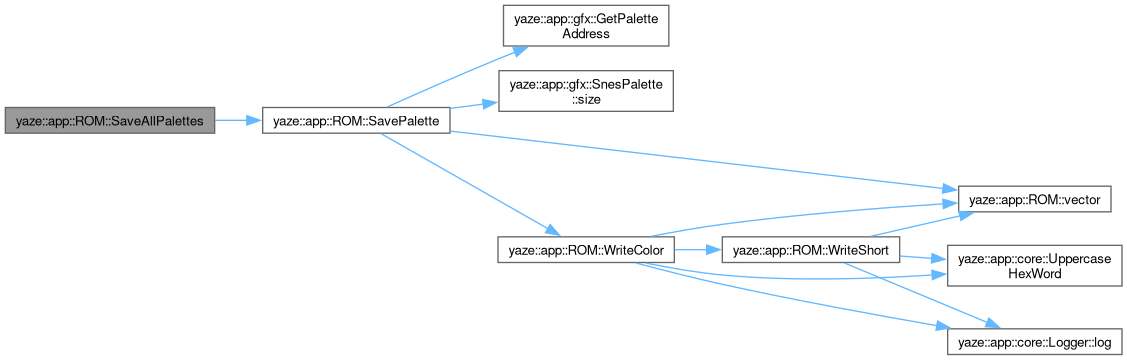 yaze::app::gfx::GetPalette
Address
yaze::app::gfx::SnesPalette
::size
yaze::app::ROM::SaveAllPalettes
yaze::app::ROM::SavePalette
yaze::app::ROM::vector
yaze::app::ROM::WriteColor
yaze::app::ROM::WriteShort
yaze::app::core::Uppercase
HexWord
yaze::app::core::Logger::log